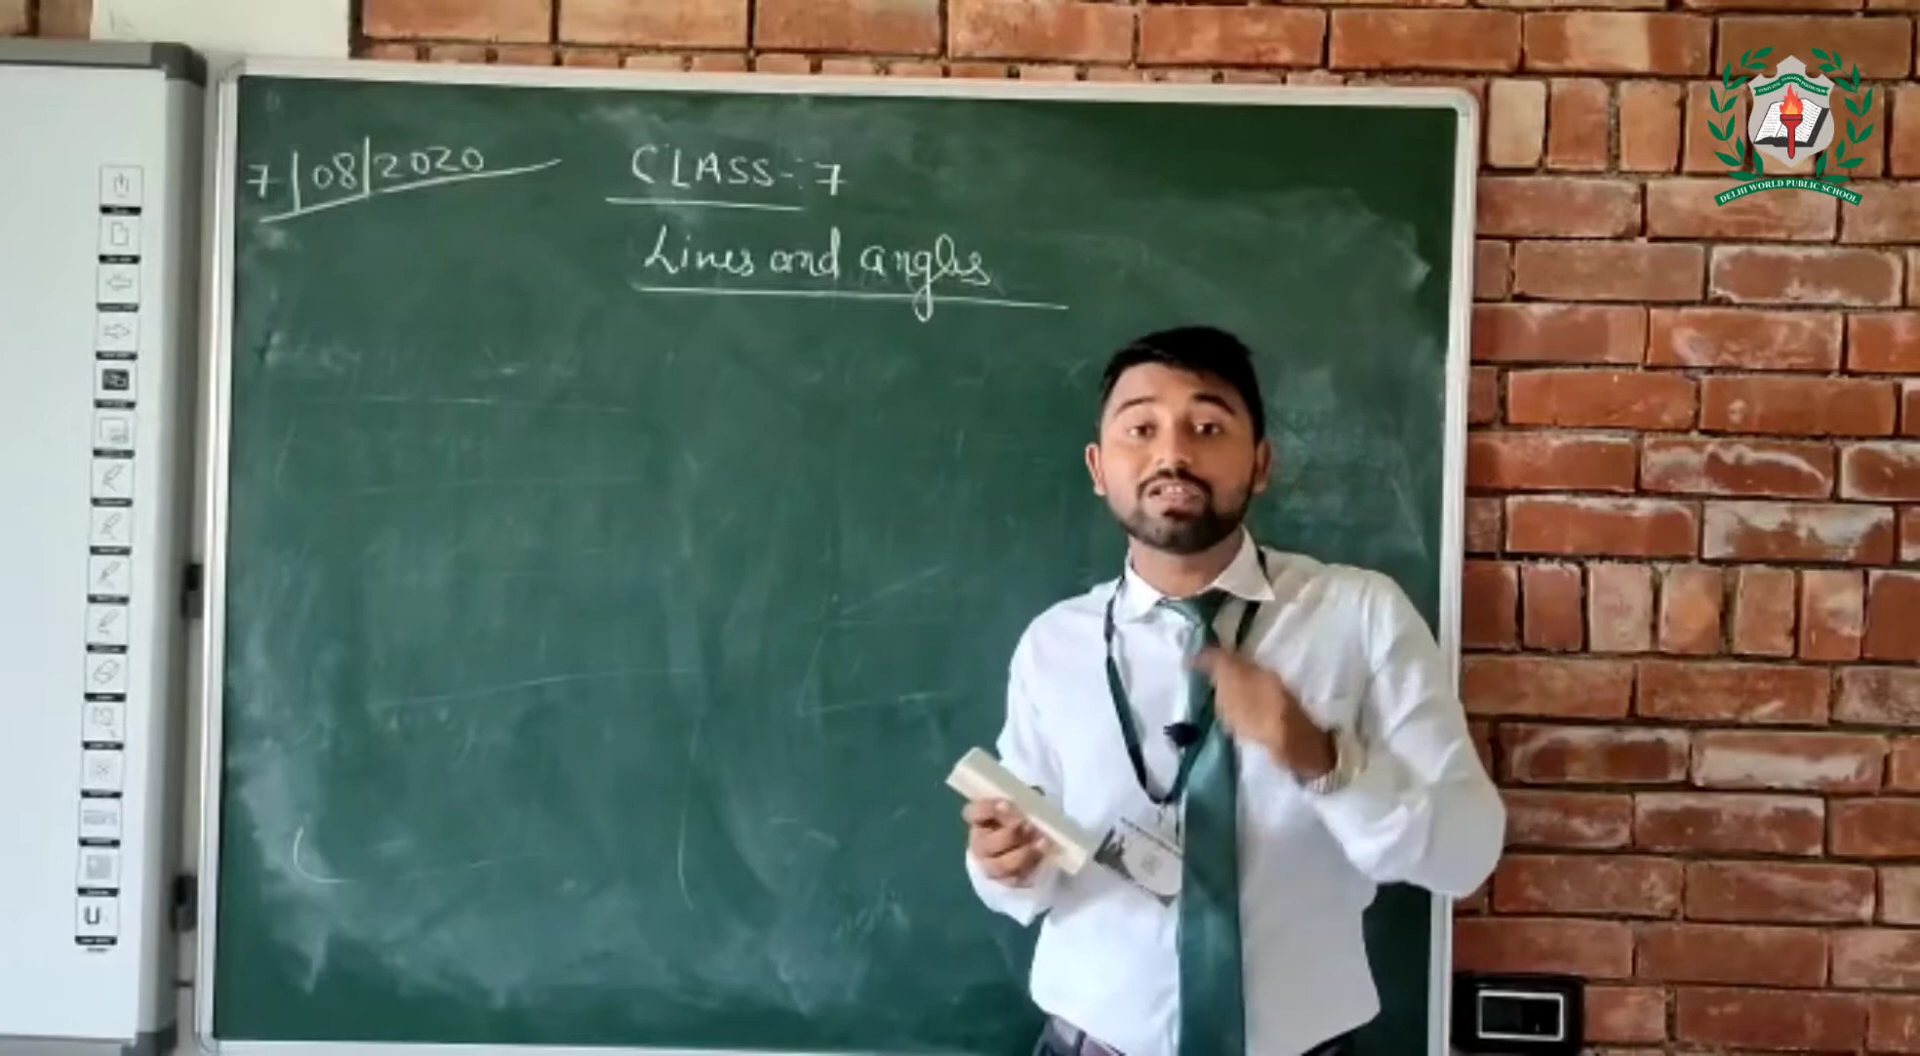 7/08/2020
CLASS-:7
Lines and angles
DELHI WORLD PUBLIC SCHOOL
U